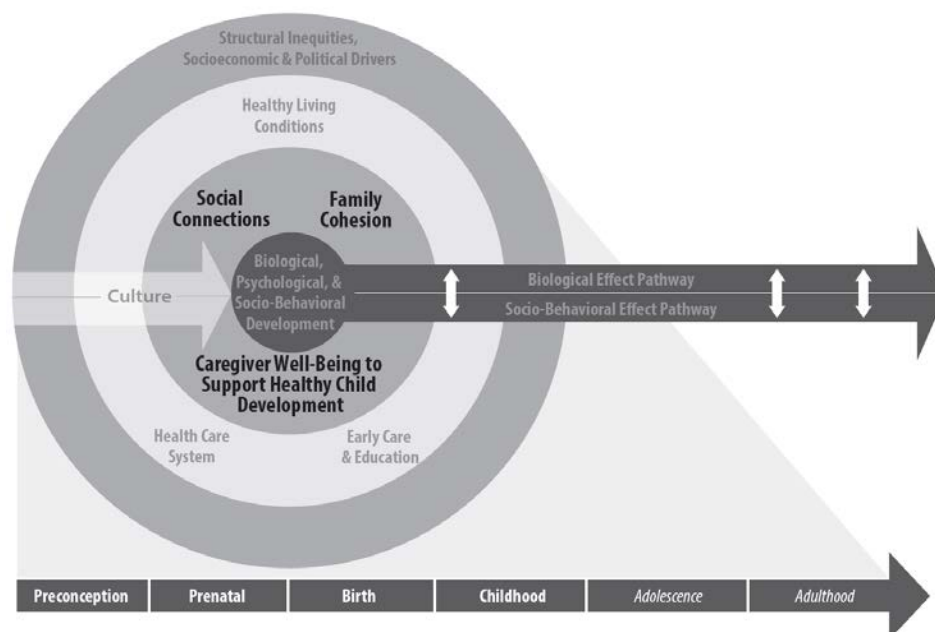 Structural Inequities,
Socioeconomic & Political Drivers
Healthy Living
Conditions
Social
Connections
Family
Cohesion
Culture
Biological,
Psychological, &
Socio-Behavioral
Development
Biological Effect Pathway
Socio-Behavioral Effect Pathway
Caregiver Well-Being to
Support Healthy Child
Development
Health Care
System
Early Care
& Education
Preconception
Prenatal
Birth
Childhood
Adolescence
Adulthood